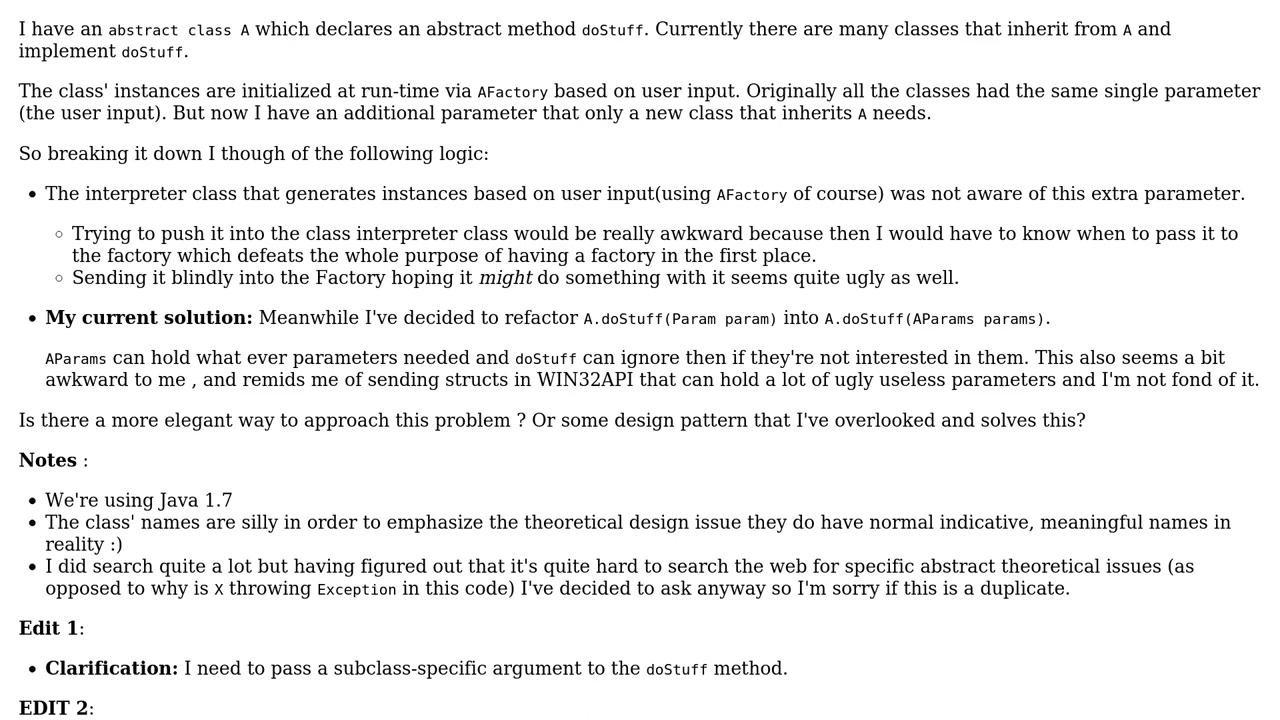 I have an abstract class A which declares an abstract method doStuff. Currently there are many classes that inherit from A and
implement doStuff.
The class' instances are initialized at run-time via AFactory based on user input. Originally all the classes had the same single parameter
(the user input). But now I have an additional parameter that only a new class that inherits A needs.
So breaking it down I though of the following logic:
• The interpreter class that generates instances based on user input(using AFactory of course) was not aware of this extra parameter.
◦ Trying to push it into the class interpreter class would be really awkward because then I would have to know when to pass it to
the factory which defeats the whole purpose of having a factory in the first place.
◦ Sending it blindly into the Factory hoping it might do something with it seems quite ugly as well.
• My current solution: Meanwhile I've decided to refactor A.doStuff(Param param) into A.doStuff(AParams params).
AParams can hold what ever parameters needed and doStuff can ignore then if they're not interested in them. This also seems a bit
awkward to me , and remids me of sending structs in WIN32API that can hold a lot of ugly useless parameters and I'm not fond of it.
Is there a more elegant way to approach this problem ? Or some design pattern that I've overlooked and solves this?
Notes :
• We're using Java 1.7
• The class' names are silly in order to emphasize the theoretical design issue they do have normal indicative, meaningful names in
reality :)
• I did search quite a lot but having figured out that it's quite hard to search the web for specific abstract theoretical issues (as
opposed to why is X throwing Exception in this code) I've decided to ask anyway so I'm sorry if this is a duplicate.
Edit 1:
• Clarification: I need to pass a subclass-specific argument to the doStuff method.
EDIT 2: